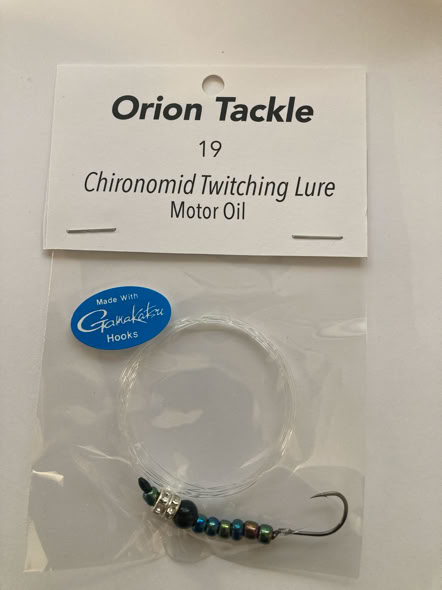 Orion Tackle
19
Chironomid Twitching Lure
Motor Oil
Made With
Gamakatsu
Hooks